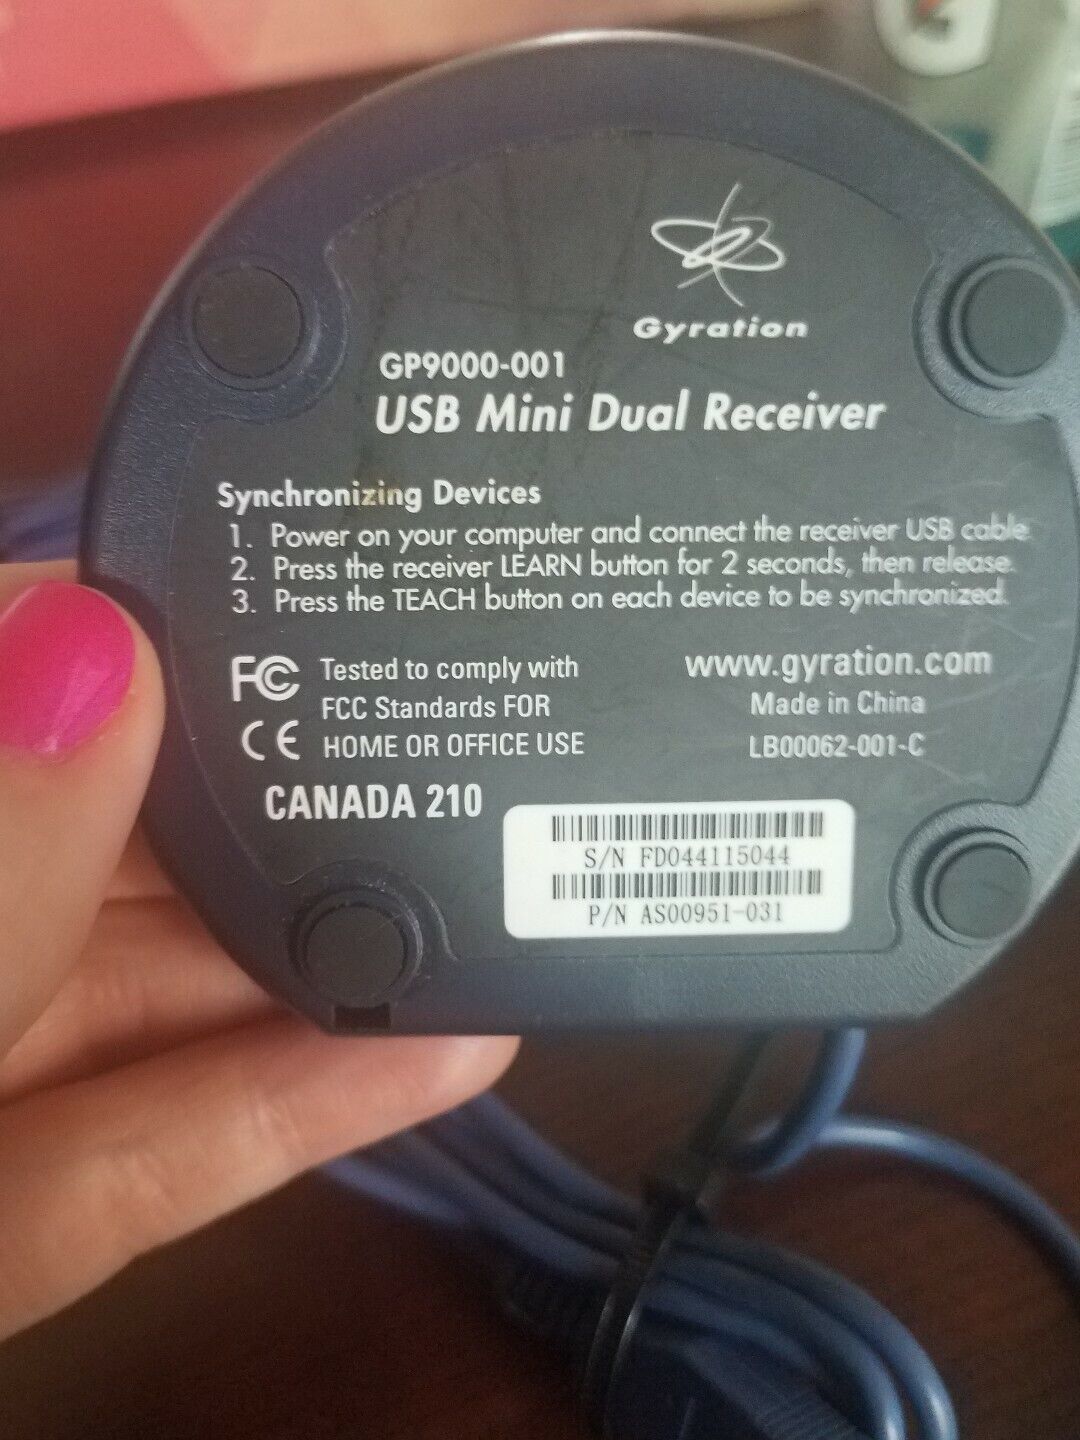 Gyration
GP9000-001
USB Mini Dual Receiver
Synchronizing Devices
1. Power on your computer and connect the receiver USB cable.
2. Press the receiver LEARN button for 2 seconds, then release.
3. Press the TEACH button on each device to be synchronized.
FC Tested to comply with
FCC Standards FOR
CE HOME OR OFFICE USE
www.gyration.com
Made in China
LB00062-001-C
CANADA 210
S/N FD044115044
P/N AS00951-031